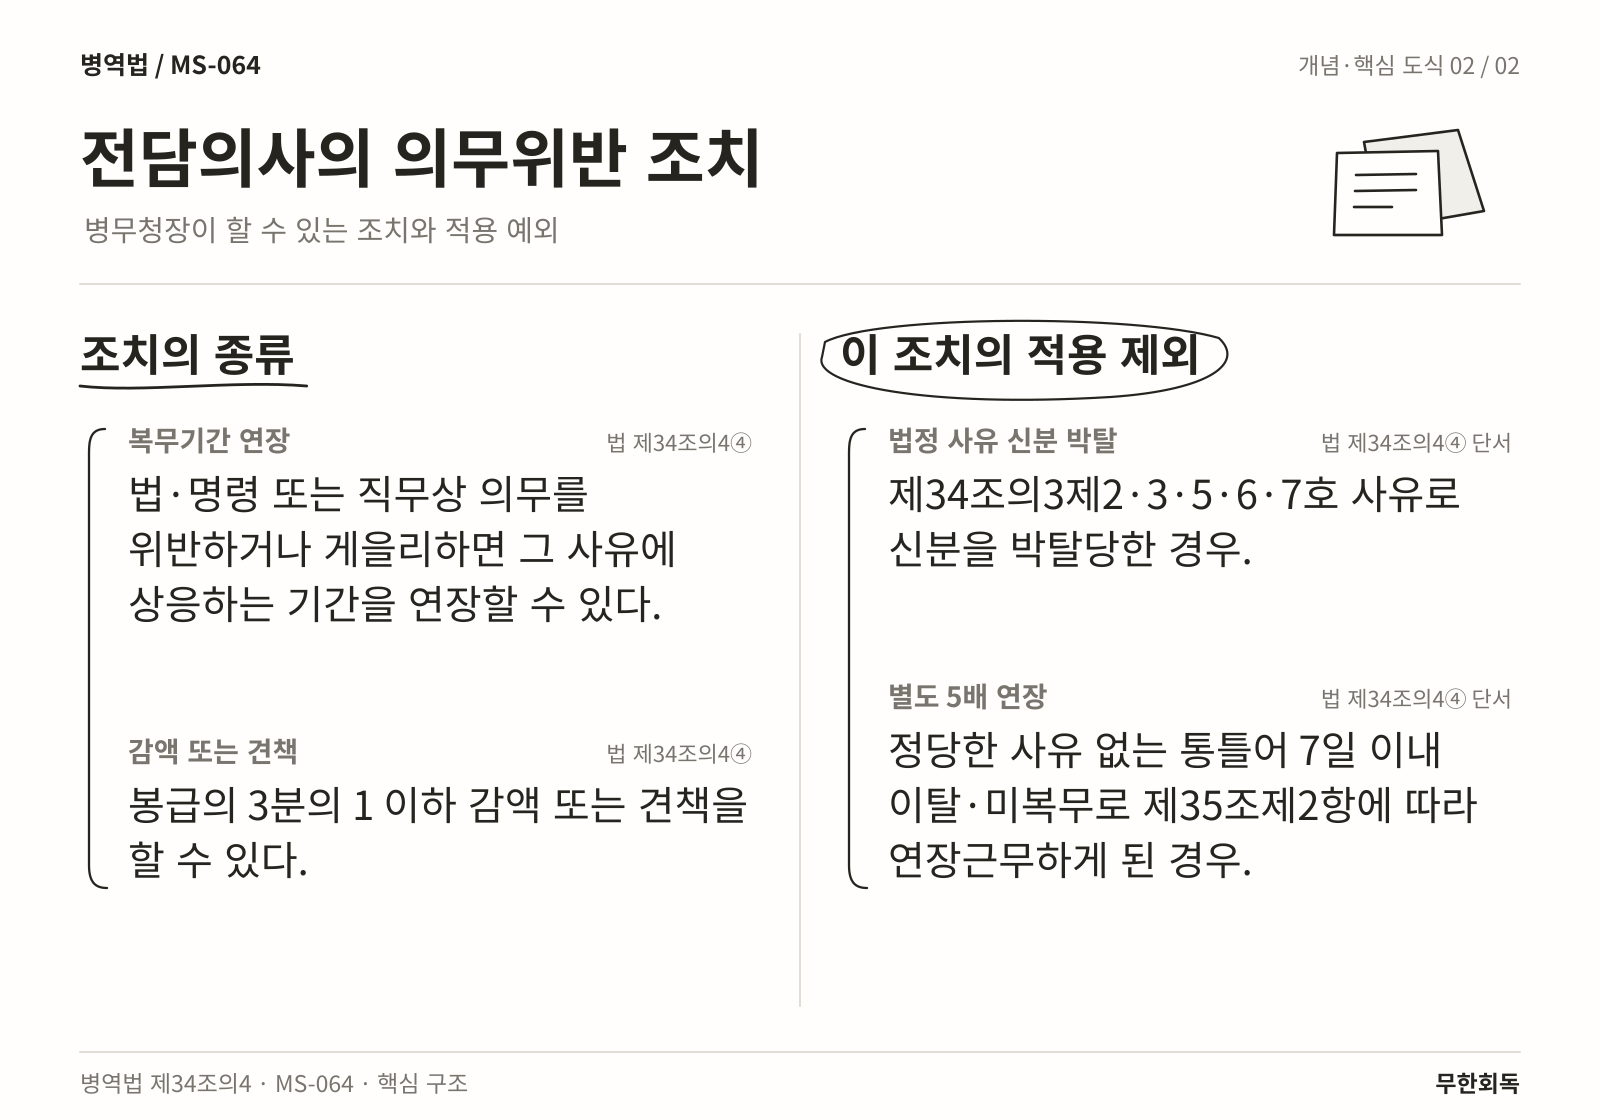 병역법 / MS-064
개념·핵심 도식 02 / 02
전담의사의 의무위반 조치
병무청장이 할 수 있는 조치와 적용 예외
조치의 종류
복무기간 연장
법 제34조의4④
법·명령 또는 직무상 의무를
위반하거나 게을리하면 그 사유에
상응하는 기간을 연장할 수 있다.
감액 또는 견책
법 제34조의4④
봉급의 3분의 1 이하 감액 또는 견책을
할 수 있다.
이 조치의 적용 제외
법정 사유 신분 박탈
법 제34조의4④ 단서
제34조의3제2·3·5·6·7호 사유로
신분을 박탈당한 경우.
별도 5배 연장
법 제34조의4④ 단서
정당한 사유 없는 통틀어 7일 이내
이탈·미복무로 제35조제2항에 따라
연장근무하게 된 경우.
병역법 제34조의4 · MS-064 · 핵심 구조
무한회독